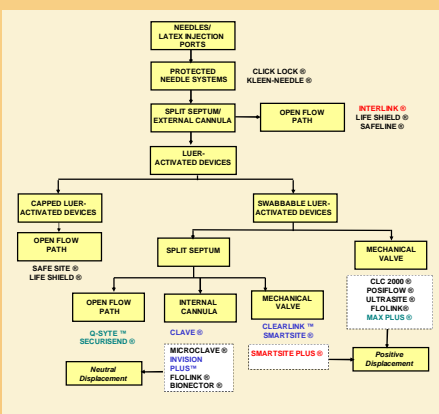 NEEDLES/
LATEX INJECTION
PORTS
PROTECTED
NEEDLE SYSTEMS
CLICK LOCK ®
KLEEN-NEEDLE ®
SPLIT SEPTUM/
EXTERNAL CANNULA
OPEN FLOW
PATH
INTERLINK ®
LIFE SHIELD ®
SAFELINE ®
LUER-
ACTIVATED DEVICES
CAPPED LUER-
ACTIVATED DEVICES
SWABBABLE LUER-
ACTIVATED DEVICES
OPEN FLOW
PATH
SAFE SITE ®
LIFE SHIELD ®
SPLIT SEPTUM
MECHANICAL
VALVE
OPEN FLOW
PATH
INTERNAL
CANNULA
MECHANICAL
VALVE
CLC 2000 ®
POSIFLOW ®
ULTRASITE ®
FLOLINK®
MAX PLUS ®
Q-SYTE ™
SECURISEND ®
CLAVE ®
CLEARLINK ™
SMARTSITE ®
MICROCLAVE ®
INVISION
PLUS™
FLOLINK ®
BIONECTOR ®
SMARTSITE PLUS ®
Neutral
Displacement
Positive
Displacement